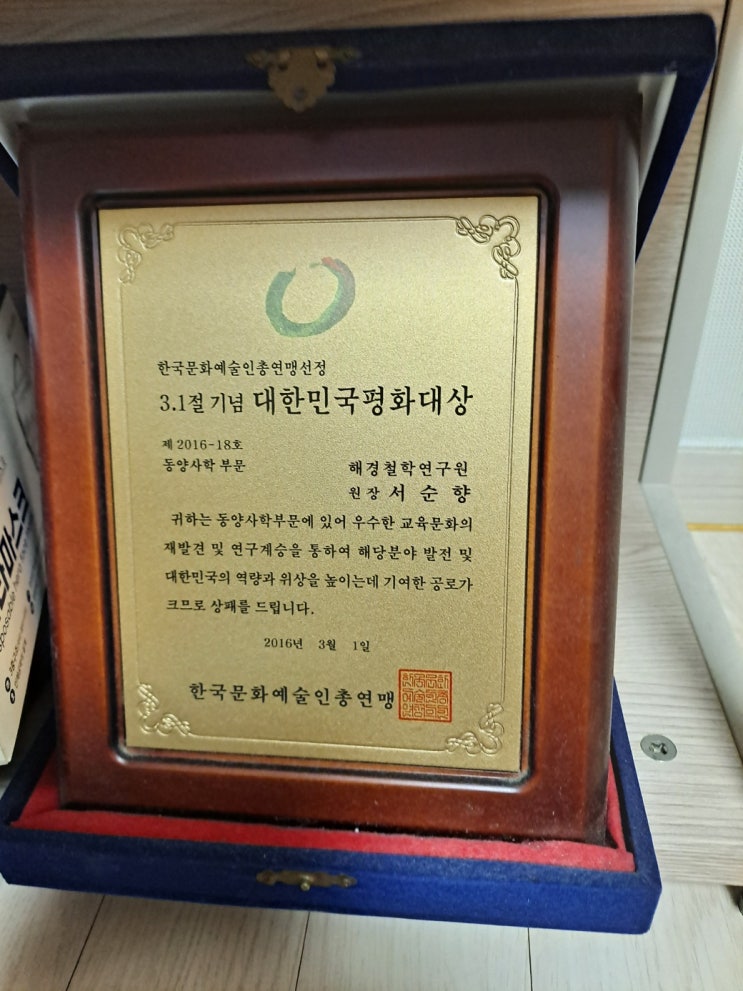 한국문화예술인총연맹선정
3.1절 기념 대한민국평화대상
제 2016-18호
동양사학 부문
해경철학연구원
원장 서 순 향
귀하는 동양사학부문에 있어 우수한 교육문화의
재발견 및 연구계승을 통하여 해당분야 발전 및
대한민국의 역량과 위상을 높이는데 기여한 공로가
크므로 상패를 드립니다.
2016년 3월 1일
한국문화예술인총연맹